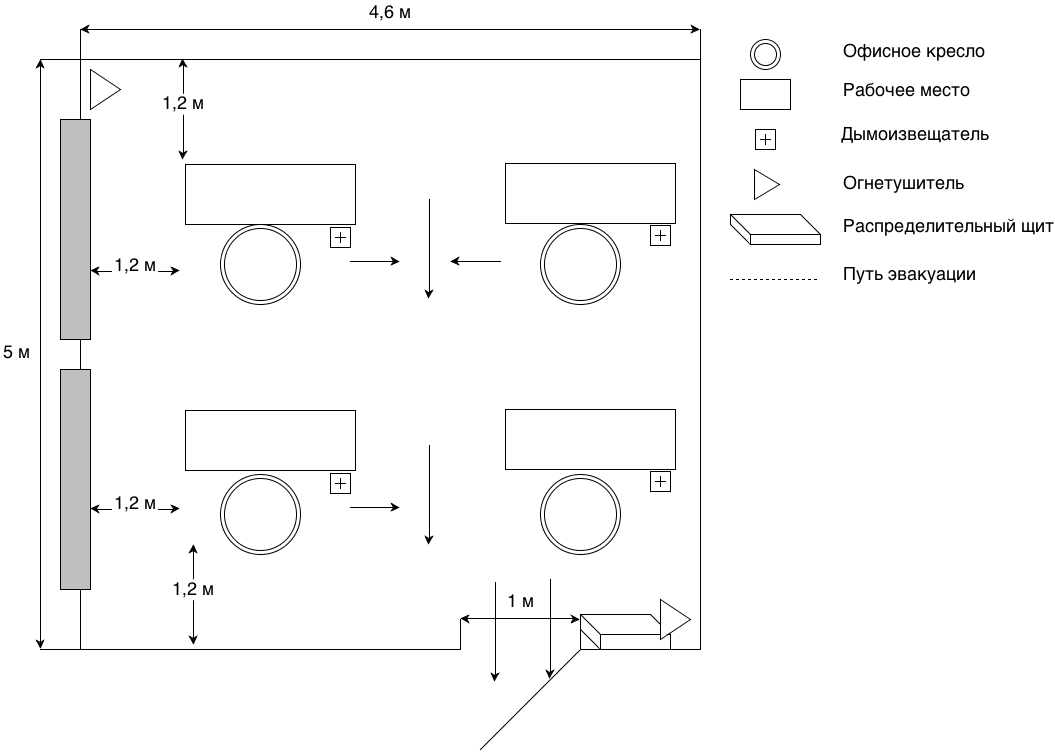 4,6 м
Офисное кресло
Рабочее место
1,2 м
Дымоизвещатель
Огнетушитель
Распределительный щит
1,2 м
Путь эвакуации
5 м
1,2 м
1,2 м
1 м